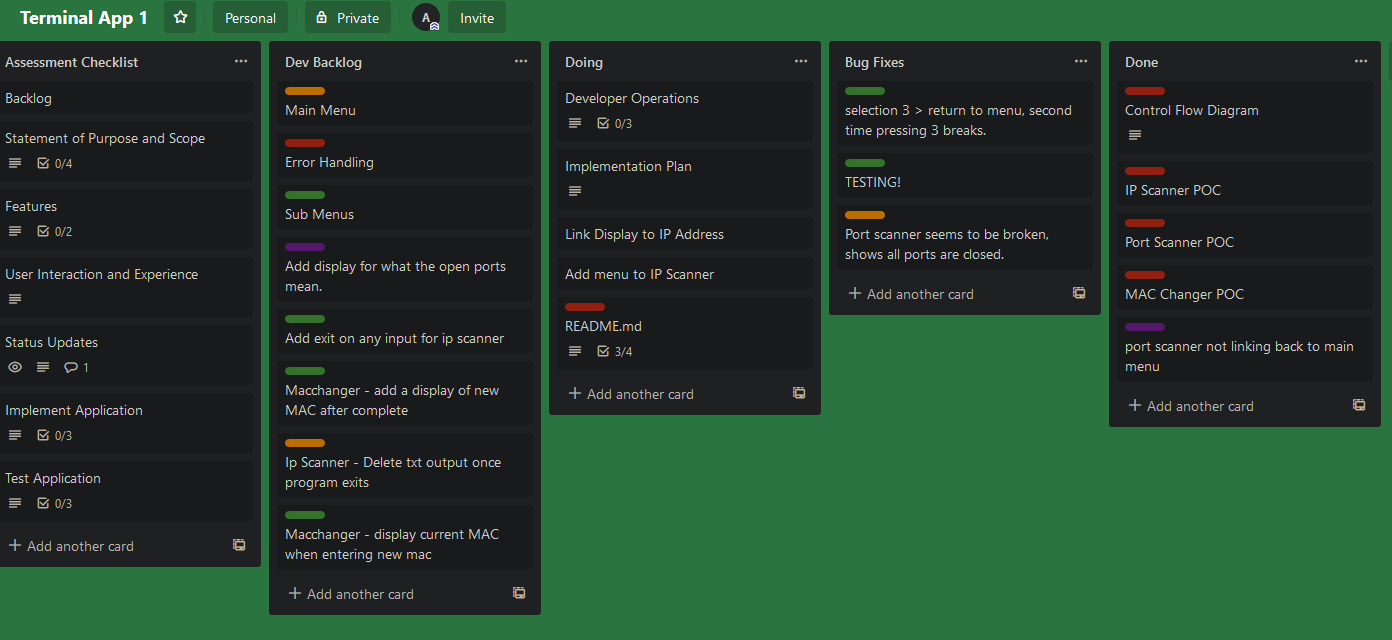 Terminal App 1
Personal
Private
A
Invite
Assessment Checklist
Backlog
Statement of Purpose and Scope
0/4
Features
0/2
User Interaction and Experience
Status Updates
1
Implement Application
0/3
Test Application
0/3
Add another card
Dev Backlog
Main Menu
Error Handling
Sub Menus
Add display for what the open ports
mean.
Add exit on any input for ip scanner
Macchanger - add a display of new
MAC after complete
Ip Scanner - Delete txt output once
program exits
Macchanger - display current MAC
when entering new mac
Add another card
Doing
Developer Operations
0/3
Implementation Plan
Link Display to IP Address
Add menu to IP Scanner
README.md
3/4
Add another card
Bug Fixes
selection 3 > return to menu, second
time pressing 3 breaks.
TESTING!
Port scanner seems to be broken,
shows all ports are closed.
Add another card
Done
Control Flow Diagram
IP Scanner POC
Port Scanner POC
MAC Changer POC
port scanner not linking back to main
menu
Add another card